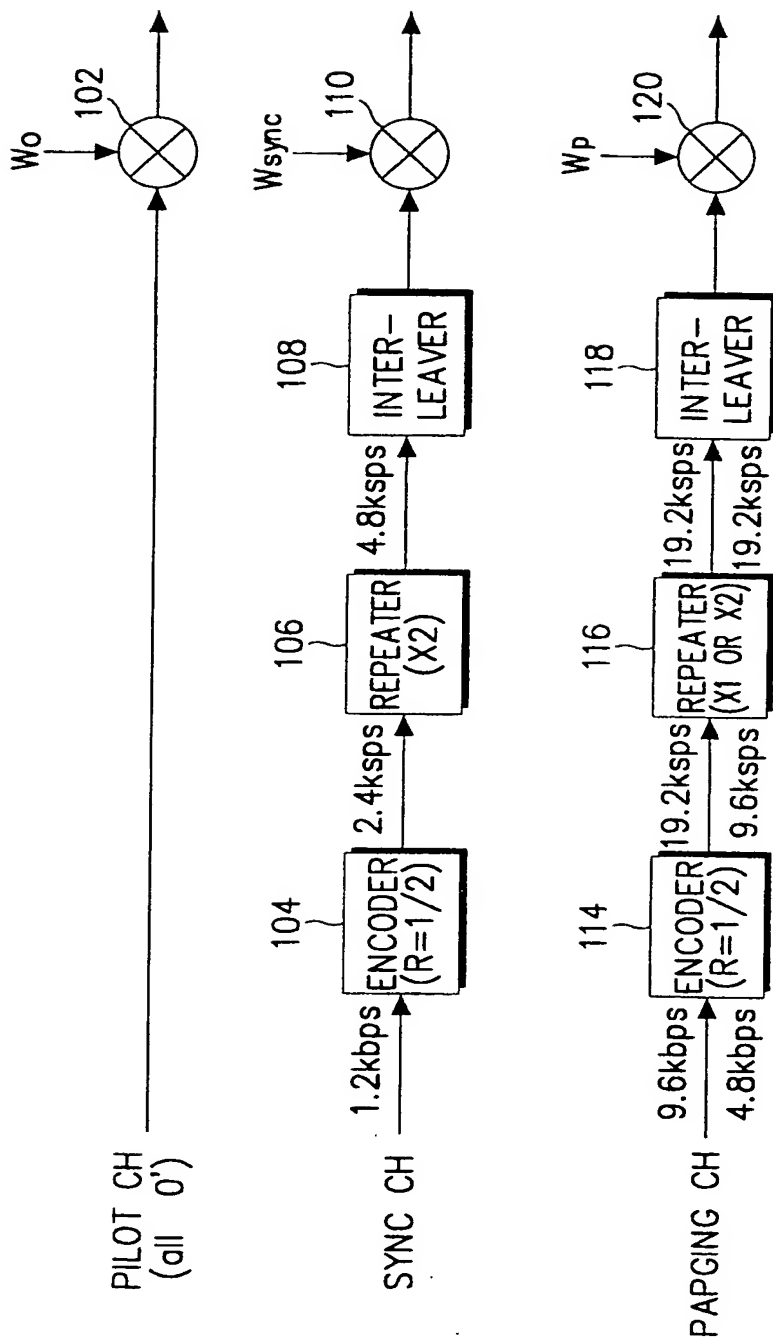 PILOT CH
(all 0')
Wo
102
SYNC CH
1.2kbps
104
ENCODER
(R=1/2)
2.4ksps
106
REPEATER
(X2)
4.8ksps
108
INTER-
LEAVER
Wsync
110
PAPGING CH
9.6kbps
4.8kbps
114
ENCODER
(R=1/2)
19.2ksps
9.6ksps
116
REPEATER
(X1 OR X2)
19.2ksps
19.2ksps
118
INTER-
LEAVER
Wp
120